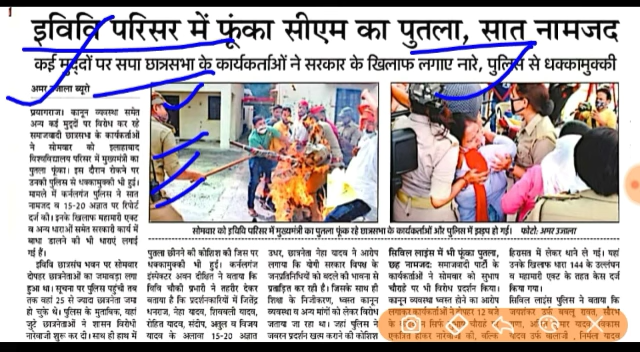 इविवि परिसर में फूंका सीएम का पुतला, सात नामजद
कई मुद्दों पर सपा छात्रसभा के कार्यकर्ताओं ने सरकार के खिलाफ लगाए नारे, पुलिस से धक्कामुक्की
अमर उजाला ब्यूरो
प्रयागराज। कानून व्यवस्था समेत
अन्य कई मुद्दों पर विरोध कर रहे
समाजवादी छात्रसभा के कार्यकर्ताओं
ने सोमवार को इलाहाबाद
विश्वविद्यालय परिसर में मुख्यमंत्री का
पुतला फूंका। इस दौरान रोकने पर
उनकी पुलिस से धक्कामुक्की भी हुई।
मामले में कर्नलगंज पुलिस ने सात
नामजद व 15-20 अज्ञात पर रिपोर्ट
दर्ज की। इनके खिलाफ महामारी एक्ट
व अन्य धाराओं समेत सरकारी कार्य में
बाधा डालने की भी धाराएं लगाई
गई हैं।
इविवि छात्रसंघ भवन पर सोमवार
दोपहर छात्रनेताओं का जमावड़ा लगा
हुआ था। सूचना पर पुलिस पहुंची तब
तक वहां 25 से ज्यादा छात्रनेता जमा
हो चुके थे। पुलिस के मुताबिक, वहां
जुटे छात्रनेताओं ने शासन विरोधी
नारेबाजी शुरू कर दी। साथ ही हाथ में
सोमवार को इविवि परिसर में मुख्यमंत्री का पुतला फूंक रहे छात्रसभा के कार्यकर्ताओं और पुलिस में झड़प हो गई। फोटो: अमर उजाला
पुतला छीनने की कोशिश की जिस पर
धक्कामुक्की भी हुई। कर्नलगंज
इंस्पेक्टर अवन दीक्षित ने बताया कि
विवि चौकी प्रभारी ने तहरीर देकर
बताया है कि प्रदर्शनकारियों में जितेंद्र
धनराज, नेहा यादव, शिवबली यादव,
रोहित यादव, संदीप, अतुल व विजय
यादव के अलावा 15-20 अज्ञात
उधर, छात्रनेता नेहा यादव ने आरोप
लगाया कि योगी सरकार विपक्ष के
जनप्रतिनिधियों को बदले की भावना से
प्रताड़ित कर रही है। जिसके साथ ही
शिक्षा के निजीकरण, ध्वस्त कानून
व्यवस्था व अन्य मांगों को लेकर विरोध
जताया जा रहा था। जहां पुलिस ने
जबरन प्रदर्शन खत्म कराने की कोशिश
सिविल लाइंस में भी फूंका पुतला,
छह नामजद: समाजवादी पार्टी के
कार्यकर्ताओं ने सोमवार को सुभाष
चौराहे पर भी विरोध प्रदर्शन किया।
कानून व्यवस्था ध्वस्त होने का आरोप
हिरासत में लेकर थाने ले गई। यहां
उनके खिलाफ धारा 144 के उल्लंघन
व महामारी एक्ट के तहत केस दर्ज
किया गया।
सिविल लाइंस पुलिस ने बताया कि